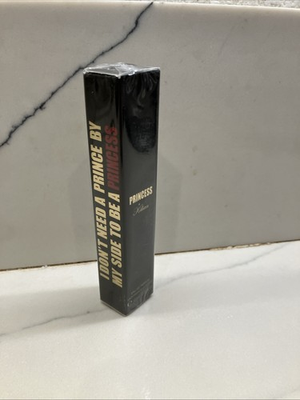 I DON'T NEED A PRINCE BY
MY SIDE TO BE A PRINCESS
PRINCESS